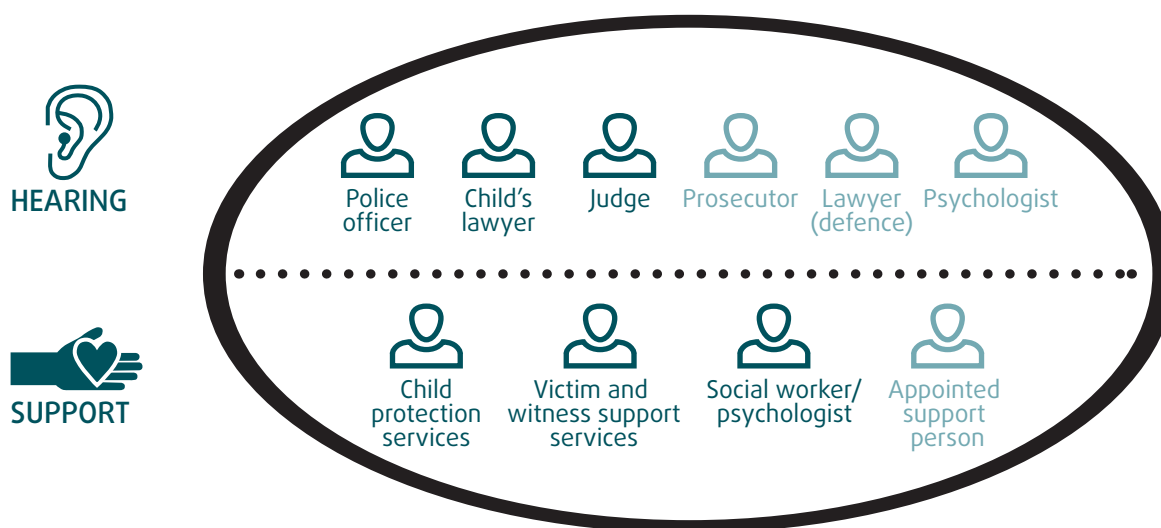 HEARING
Police
officer
Child's
lawyer
Judge
Prosecutor
Lawyer
(defence)
Psychologist
SUPPORT
Child
protection
services
Victim and
witness support
services
Social worker/
psychologist
Appointed
support
person